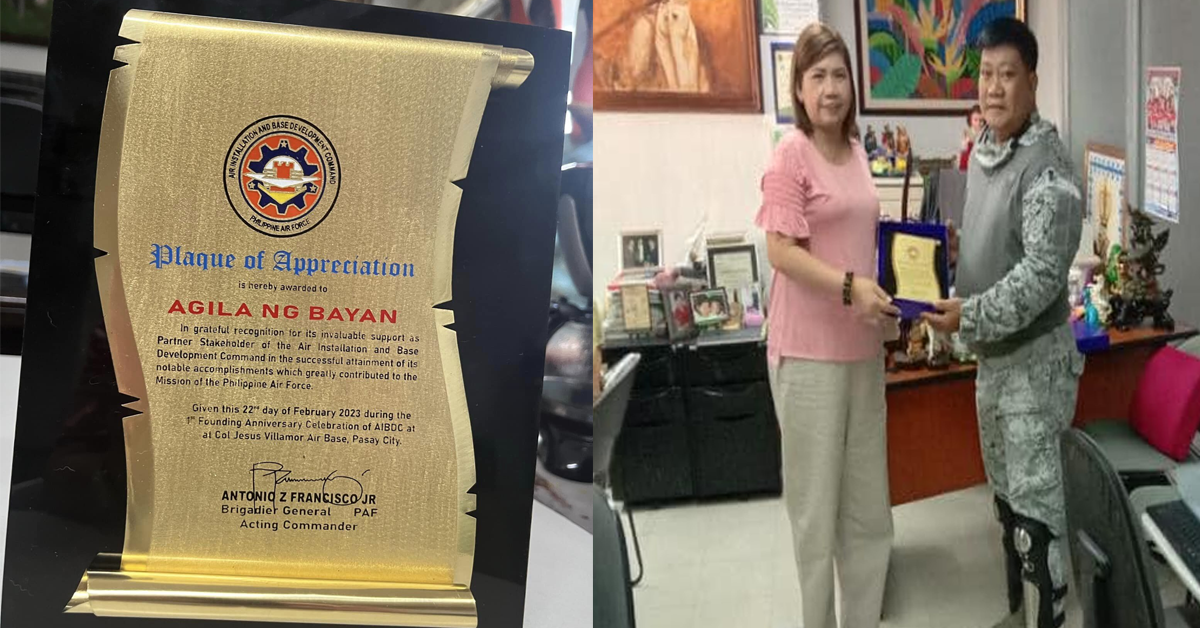 AIR INSTALLATION AND BASE DEVELOPMENT COMMAND
PHILIPPINE AIR FORCE
Plaque of Appreciation
is hereby awarded to
AGILA NG BAYAN
In grateful recognition for its invaluable support as
Partner Stakeholder of the Air Installation and Base
Development Command in the successful attainment of its
notable accomplishments which greatly contributed to the
Mission of the Philippine Air Force.
Given this 22nd day of February 2023 during the
1st Founding Anniversary Celebration of AIBDC at
at Col Jesus Villamor Air Base, Pasay City.
ANTONIO Z FRANCISCO JR
Brigadier General PAF
Acting Commander